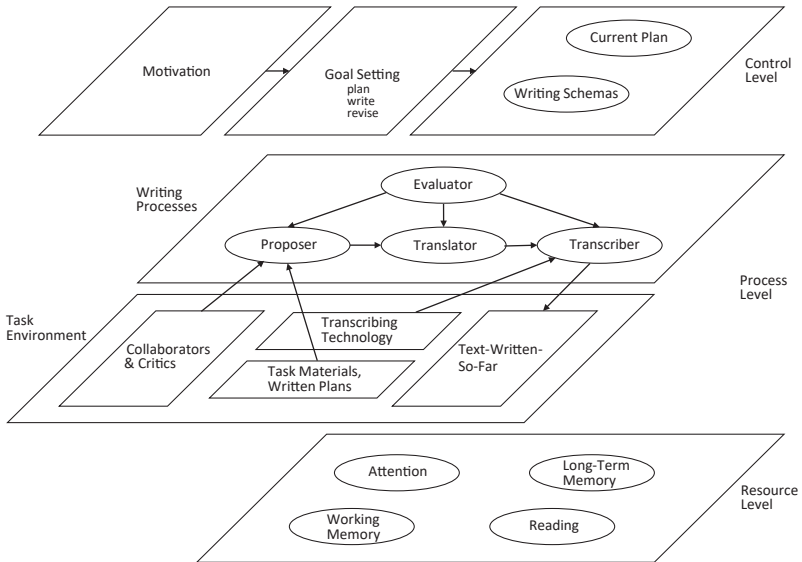 Motivation
Goal Setting
plan
write
revise
Current Plan
Writing Schemas
Control
Level
Writing
Processes
Evaluator
Proposer
Translator
Transcriber
Process
Level
Task
Environment
Collaborators
& Critics
Transcribing
Technology
Task Materials,
Written Plans
Text-Written-
So-Far
Attention
Long-Term
Memory
Working
Memory
Reading
Resource
Level